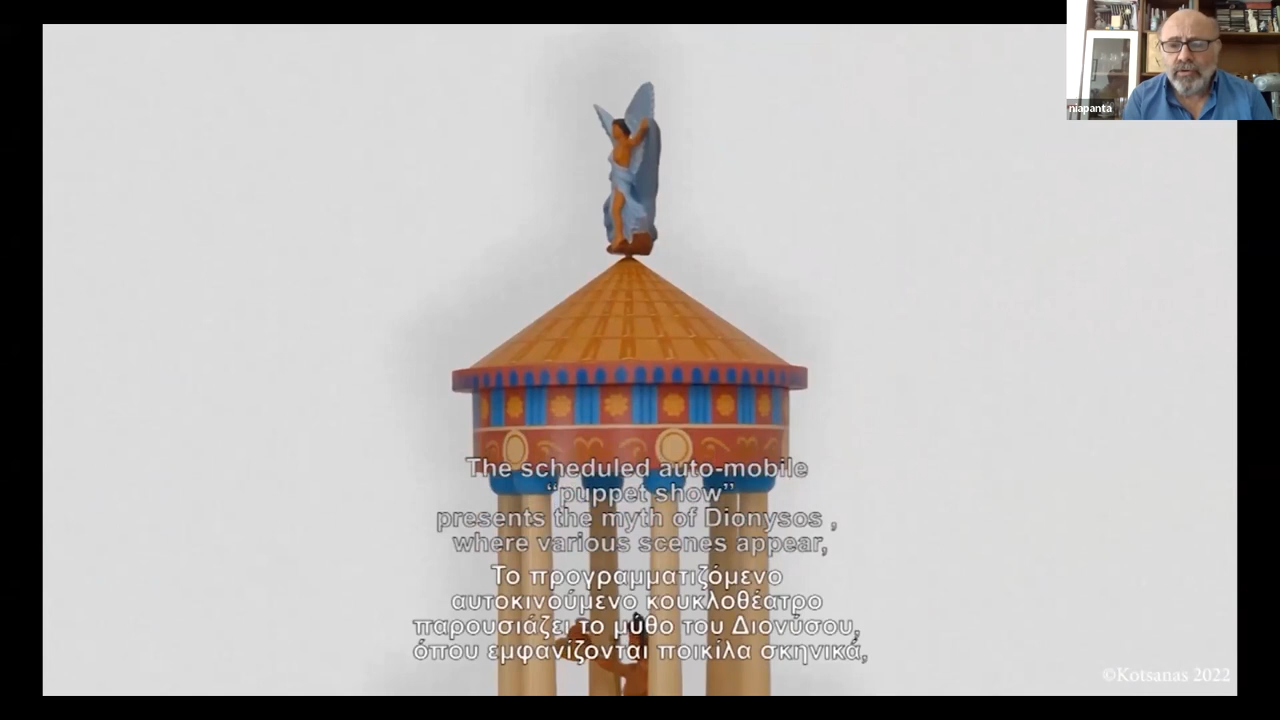 niapanta
The scheduled auto-mobile
“puppet show”
presents the myth of Dionysos ,
where various scenes appear,
Το προγραμματιζόμενο
αυτοκινούμενο κουκλοθέατρο
παρουσιάζει το μύθο του Διονύσου,
όπου εμφανίζονται ποικίλα σκηνικά,
©Kotsanas 2022